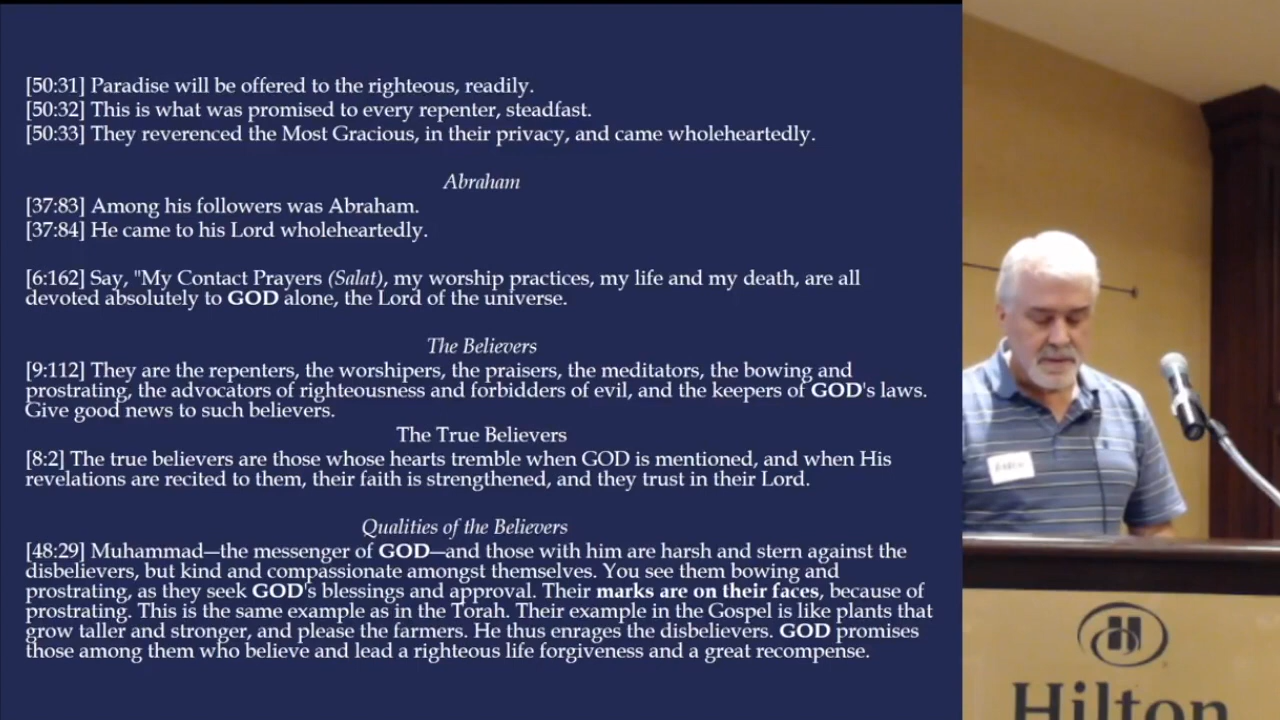 [50:31] Paradise will be offered to the righteous, readily.
[50:32] This is what was promised to every repenter, steadfast.
[50:33] They reverenced the Most Gracious, in their privacy, and came wholeheartedly.
Abraham
[37:83] Among his followers was Abraham.
[37:84] He came to his Lord wholeheartedly.
[6:162] Say, "My Contact Prayers (Salat), my worship practices, my life and my death, are all
devoted absolutely to GOD alone, the Lord of the universe.
The Believers
[9:112] They are the repenters, the worshipers, the praisers, the meditators, the bowing and
prostrating, the advocators of righteousness and forbidders of evil, and the keepers of GOD's laws.
Give good news to such believers.
The True Believers
[8:2] The true believers are those whose hearts tremble when GOD is mentioned, and when His
revelations are recited to them, their faith is strengthened, and they trust in their Lord.
Qualities of the Believers
[48:29] Muhammad—the messenger of GOD—and those with him are harsh and stern against the
disbelievers, but kind and compassionate amongst themselves. You see them bowing and
prostrating, as they seek GOD's blessings and approval. Their marks are on their faces, because of
prostrating. This is the same example as in the Torah. Their example in the Gospel is like plants that
grow taller and stronger, and please the farmers. He thus enrages the disbelievers. GOD promises
those among them who believe and lead a righteous life forgiveness and a great recompense.
Hilton